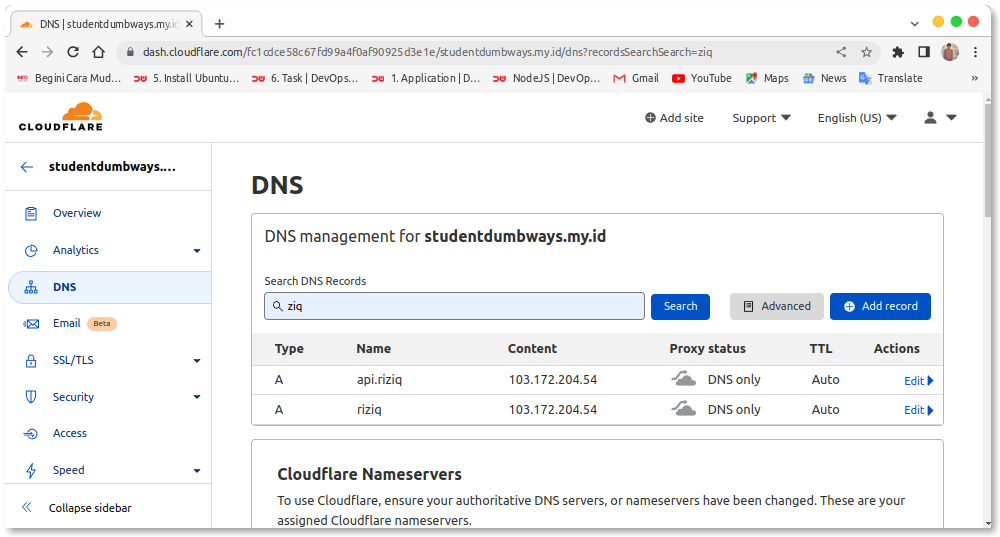 DNS | studentdumbways.my.id
dash.cloudflare.com/fc1dce58c67fd99a4f0af90925d3e1e/studentdumbways.my.id/dns?recordsSearchSearch=ziq
Begini Cara Mud... 5. Install Ubuntu... 6. Task | DevOps... 1. Application | D... NodeJS | DevOp... Gmail YouTube Maps News Translate »
CLOUDFLARE
Add site Support English (US)
studentdumbways....
Overview
Analytics
DNS
Email Beta
SSL/TLS
Security
Access
Speed
Collapse sidebar
DNS
DNS management for studentdumbways.my.id
Search DNS Records
ziq Search Advanced Add record
Type Name Content Proxy status TTL Actions
A api.riziq 103.172.204.54 DNS only Auto Edit
A riziq 103.172.204.54 DNS only Auto Edit
Cloudflare Nameservers
To use Cloudflare, ensure your authoritative DNS servers, or nameservers have been changed. These are your
assigned Cloudflare nameservers.